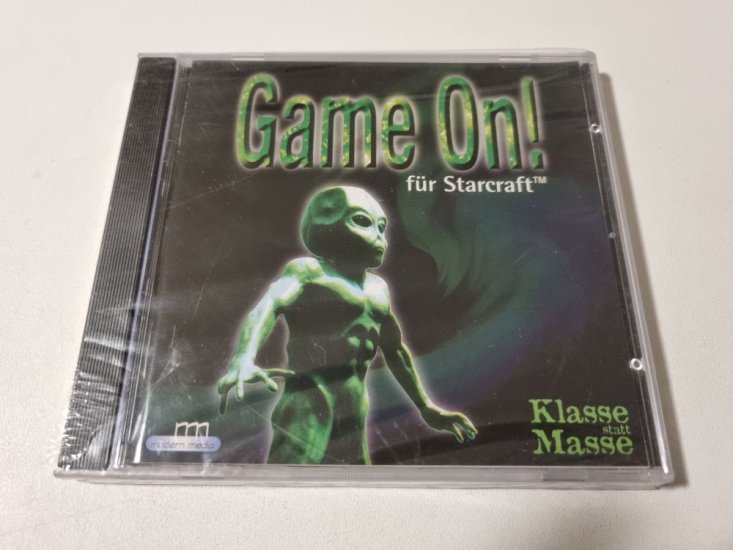 Game On!
für Starcraft™
Klasse
statt
Masse
modern media